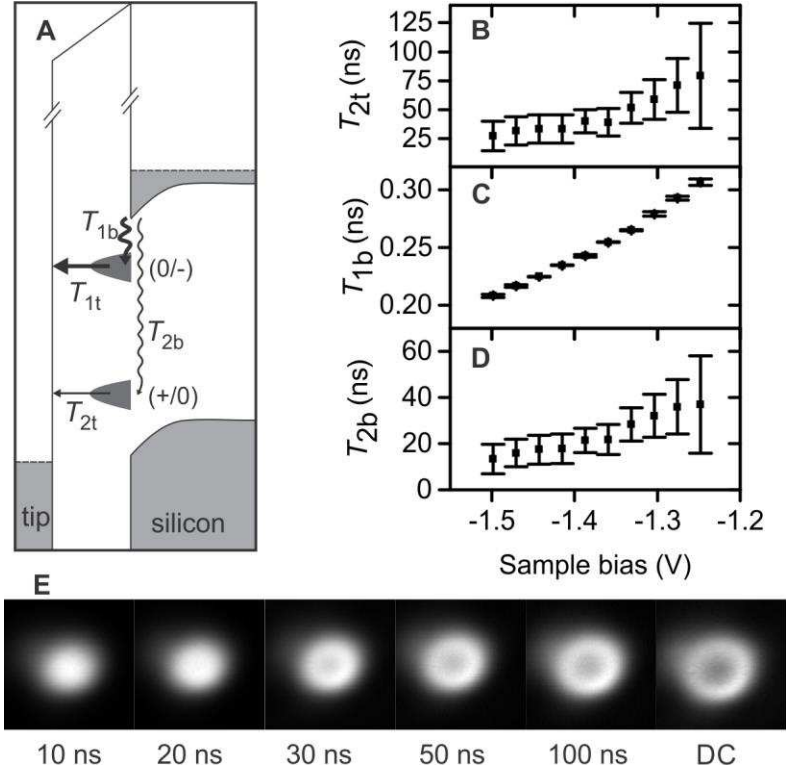 A
T1b
(0/-)
T1t
T2b
(+/0)
T2t
tip
silicon
B
T2t (ns)
125
100
75
50
25
C
T1b (ns)
0.30
0.25
0.20
D
T2b (ns)
60
40
20
0
-1.5
-1.4
-1.3
-1.2
Sample bias (V)
E
10 ns
20 ns
30 ns
50 ns
100 ns
DC